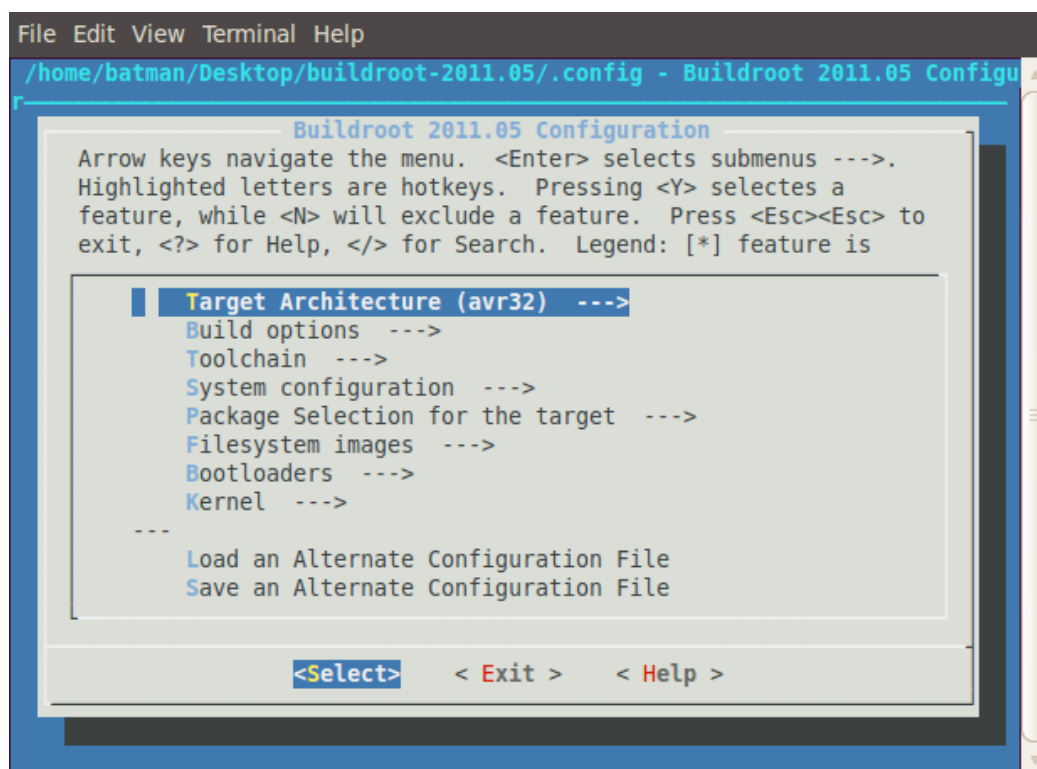 File Edit View Terminal Help
/home/batman/Desktop/buildroot-2011.05/.config - Buildroot 2011.05 Configu
r
Buildroot 2011.05 Configuration
Arrow keys navigate the menu. <Enter> selects submenus --->.
Highlighted letters are hotkeys. Pressing <Y> selectes a
feature, while <N> will exclude a feature. Press <Esc><Esc> to
exit, <?> for Help, </> for Search. Legend: [*] feature is
Target Architecture (avr32) --->
Build options --->
Toolchain --->
System configuration --->
Package Selection for the target --->
Filesystem images --->
Bootloaders --->
Kernel --->
---
Load an Alternate Configuration File
Save an Alternate Configuration File
<Select> < Exit > < Help >